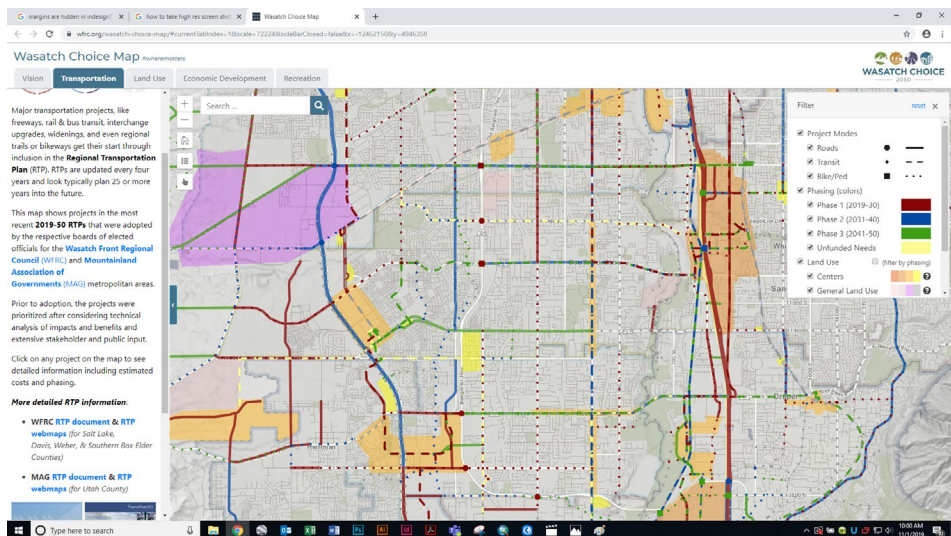 margins are hidden in indesign?
how to take high res screen shot
Wasatch Choice Map
wfrc.org/wasatch-choice-map/#currentTabIndex=1&scale=72224&sideBarClosed=false&x=-12462150&y=4946358
Wasatch Choice Map #wherematters
WASATCH CHOICE
2050
Vision
Transportation
Land Use
Economic Development
Recreation
Major transportation projects, like
freeways, rail & bus transit, interchange
upgrades, widenings, and even regional
trails or bikeways get their start through
inclusion in the Regional Transportation
Plan (RTP). RTPs are updated every four
years and look typically plan 25 or more
years into the future.
This map shows projects in the most
recent 2019-50 RTPs that were adopted
by the respective boards of elected
officials for the Wasatch Front Regional
Council (WFRC) and Mountainland
Association of
Governments (MAG) metropolitan areas.
Prior to adoption, the projects were
prioritized after considering technical
analysis of impacts and benefits and
extensive stakeholder and public input.
Click on any project on the map to see
detailed information including estimated
costs and phasing.
More detailed RTP information:
WFRC RTP document & RTP
webmaps (for Salt Lake,
Davis, Weber, & Southern Box Elder
Counties)
MAG RTP document & RTP
webmaps (for Utah County)
Search ...
Filter
reset
Project Modes
Roads
Transit
Bike/Ped
Phasing (colors)
Phase 1 (2019-30)
Phase 2 (2031-40)
Phase 3 (2041-50)
Unfunded Needs
Land Use
(filter by phasing)
Centers
General Land Use
San
Draper
Herriman
Type here to search
10:00 AM
11/1/2019